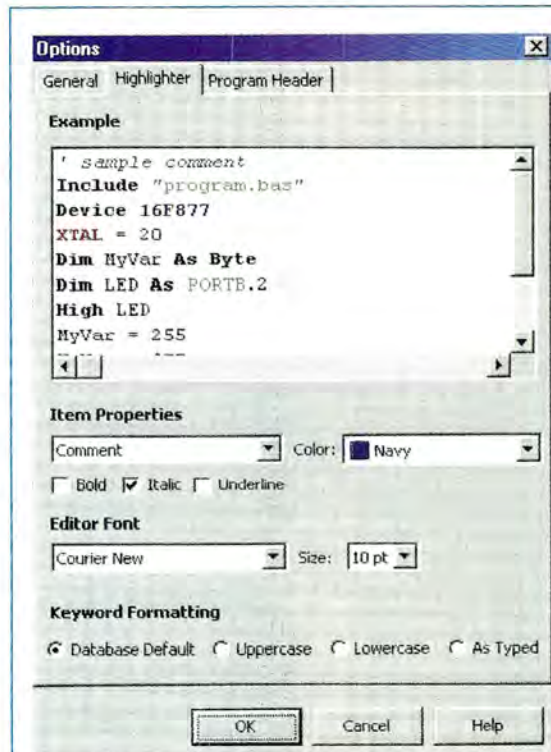 Options
General Highlighter Program Header
Example
' sample comment
Include "program.bas"
Device 16F877
XTAL = 20
Dim MyVar As Byte
Dim LED As PORTB.2
High LED
MyVar = 255
Item Properties
Comment Color: Navy
Bold Italic Underline
Editor Font
Courier New Size: 10 pt
Keyword Formatting
Database Default Uppercase Lowercase As Typed
OK Cancel Help